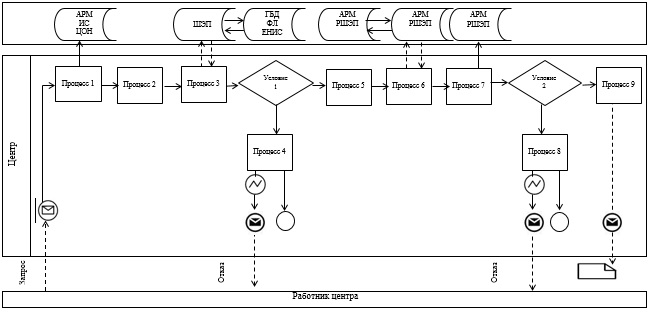 АРМ
ИС
ЦОН
ШЭП
ГБД
ФЛ
ЕНИС
АРМ
РШЭП
АРМ
РШЭП
АРМ
РШЭП
Центр
Процесс 1
Процесс 2
Процесс 3
Условие
1
Процесс 5
Процесс 6
Процесс 7
Условие
2
Процесс 9
Процесс 4
Процесс 8
Запрос
Отказ
Отказ
Работник центра